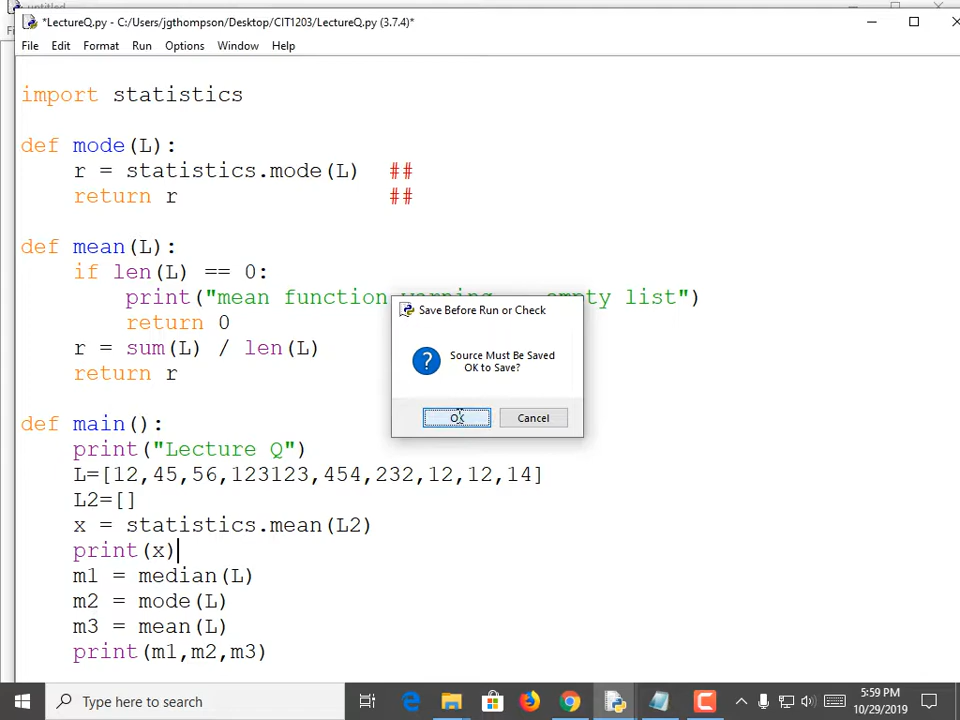 untitled
*LectureQ.py - C:/Users/jgthompson/Desktop/CIT1203/LectureQ.py (3.7.4)*
File Edit Format Run Options Window Help
import statistics
def mode(L):
r = statistics.mode(L) ##
return r ##
def mean(L):
if len(L) == 0:
print("mean function warning empty list")
return 0
r = sum(L) / len(L)
return r
Save Before Run or Check
Source Must Be Saved
OK to Save?
OK Cancel
def main():
print("Lecture Q")
L=[12,45,56,123123,454,232,12,12,14]
L2=[]
x = statistics.mean(L2)
print(x)
m1 = median(L)
m2 = mode(L)
m3 = mean(L)
print(m1,m2,m3)
Type here to search
5:59 PM
10/29/2019